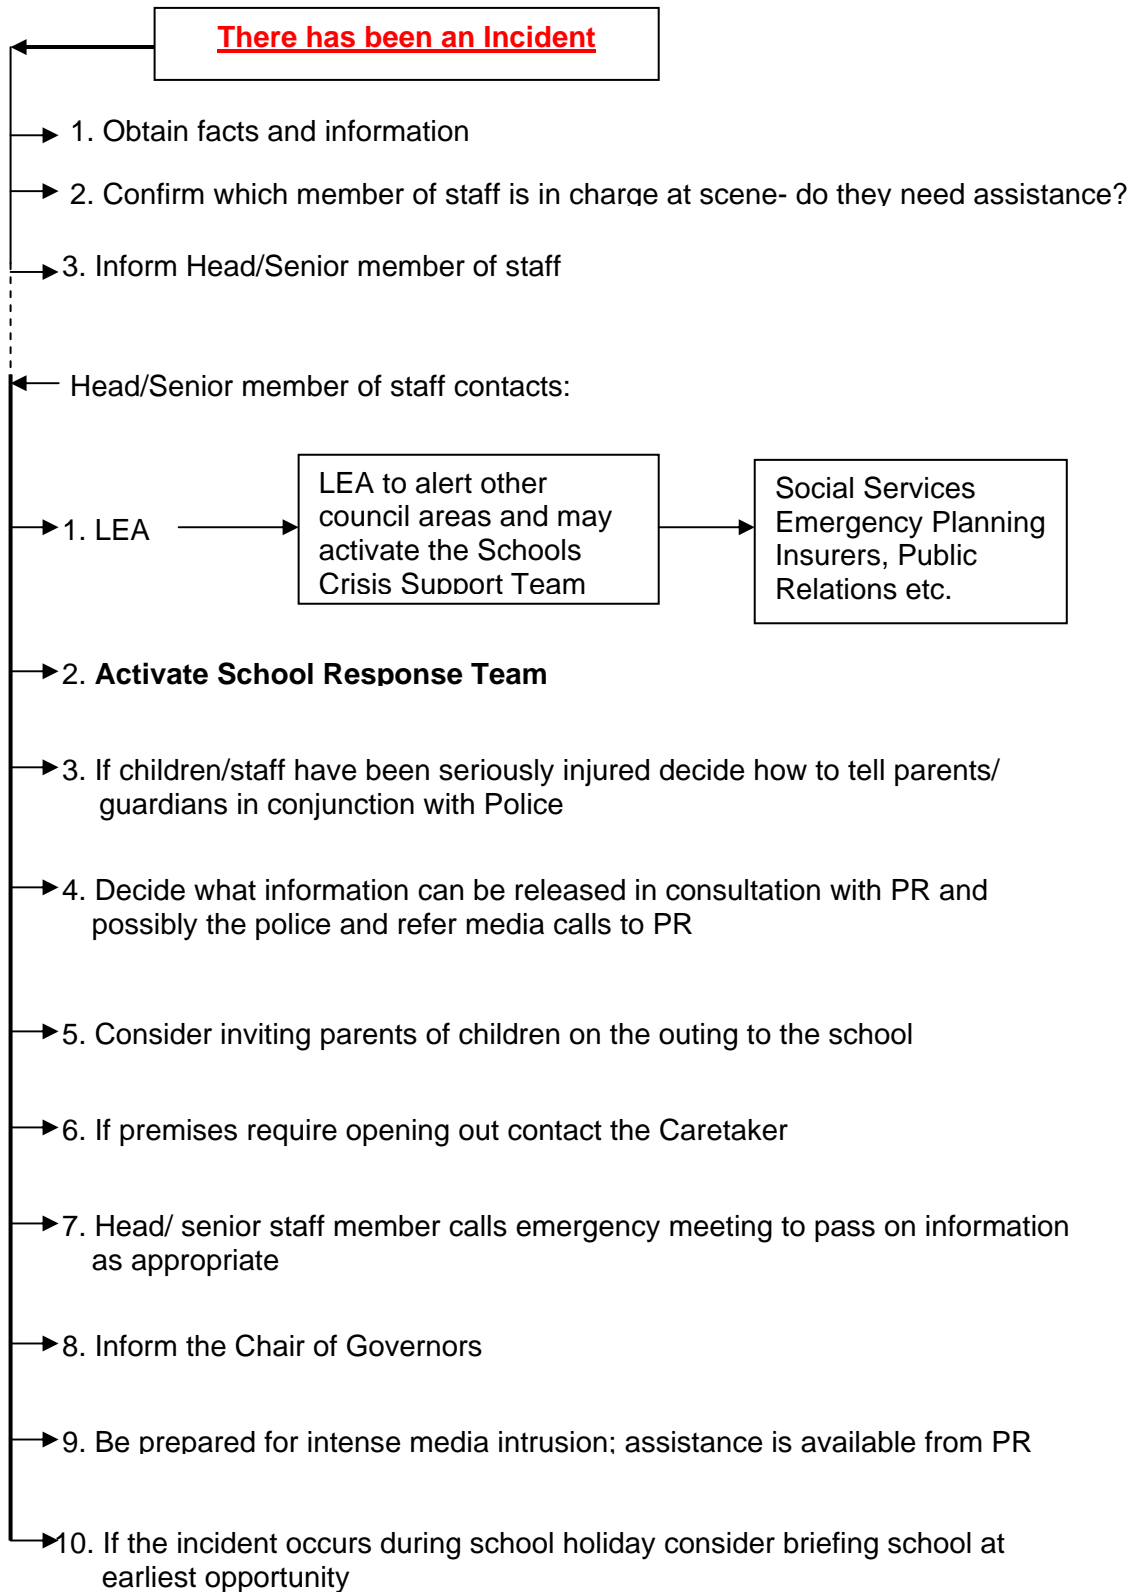 There has been an Incident
1. Obtain facts and information
2. Confirm which member of staff is in charge at scene- do they need assistance?
3. Inform Head/Senior member of staff
Head/Senior member of staff contacts:
1. LEA
LEA to alert other
council areas and may
activate the Schools
Crisis Support Team
Social Services
Emergency Planning
Insurers, Public
Relations etc.
2. Activate School Response Team
3. If children/staff have been seriously injured decide how to tell parents/
guardians in conjunction with Police
4. Decide what information can be released in consultation with PR and
possibly the police and refer media calls to PR
5. Consider inviting parents of children on the outing to the school
6. If premises require opening out contact the Caretaker
7. Head/ senior staff member calls emergency meeting to pass on information
as appropriate
8. Inform the Chair of Governors
9. Be prepared for intense media intrusion; assistance is available from PR
10. If the incident occurs during school holiday consider briefing school at
earliest opportunity